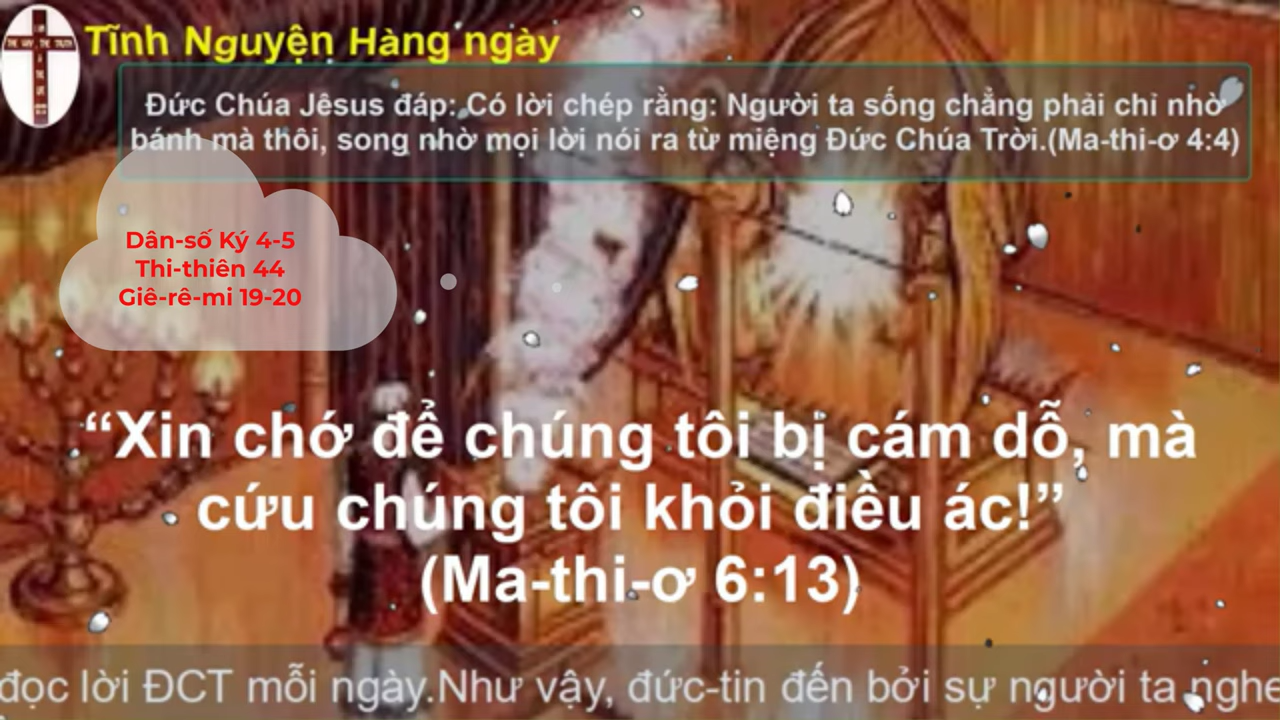 Tĩnh Nguyện Hàng ngày
Đức Chúa Jêsus đáp: Có lời chép rằng: Người ta sống chẳng phải chỉ nhờ
bánh mà thôi, song nhờ mọi lời nói ra từ miệng Đức Chúa Trời.(Ma-thi-ơ 4:4)
Dân-số Ký 4-5
Thi-thiên 44
Giê-rê-mi 19-20
“Xin chớ để chúng tôi bị cám dỗ, mà
cứu chúng tôi khỏi điều ác!”
(Ma-thi-ơ 6:13)
đọc lời ĐCT mỗi ngày.Như vậy, đức-tin đến bởi sự người ta nghe